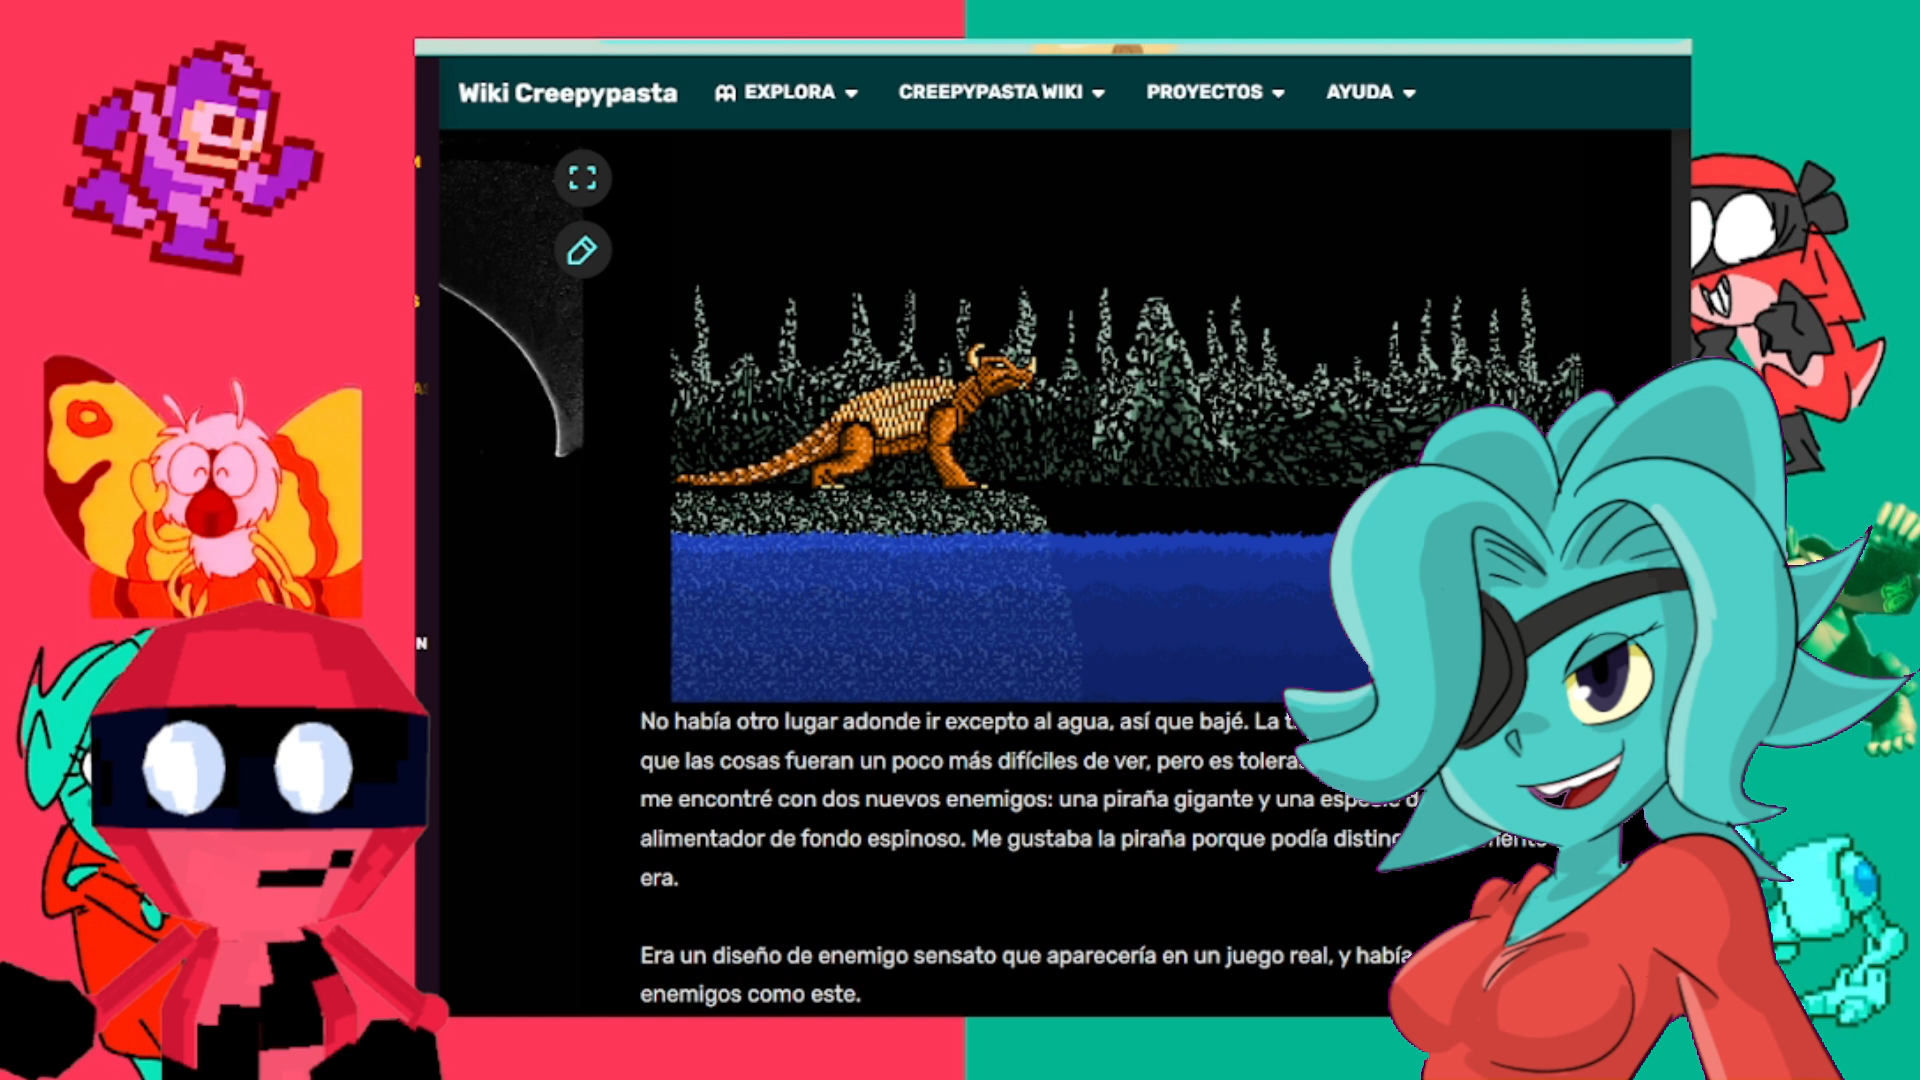 Wiki Creepypasta EXPLORA CREEPYPASTA WIKI PROYECTOS AYUDA
N
No había otro lugar adonde ir excepto al agua, así que bajé. La
que las cosas fueran un poco más difíciles de ver, pero es
me encontré con dos nuevos enemigos: una piraña gigante y una
alimentador de fondo espinoso. Me gustaba la piraña porque podía
era.
Era un diseño de enemigo sensato que aparecería en un juego real, y había
enemigos como este.